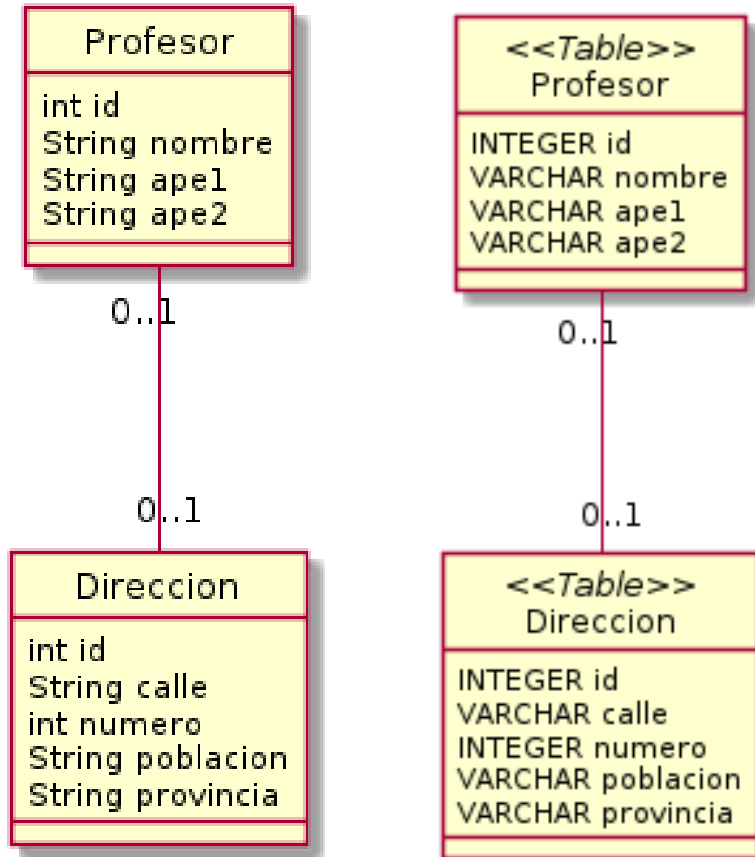 Profesor
int id
String nombre
String ape1
String ape2
0..1
0..1
Direccion
int id
String calle
int numero
String poblacion
String provincia
<<Table>>
Profesor
INTEGER id
VARCHAR nombre
VARCHAR ape1
VARCHAR ape2
0..1
0..1
<<Table>>
Direccion
INTEGER id
VARCHAR calle
INTEGER numero
VARCHAR poblacion
VARCHAR provincia